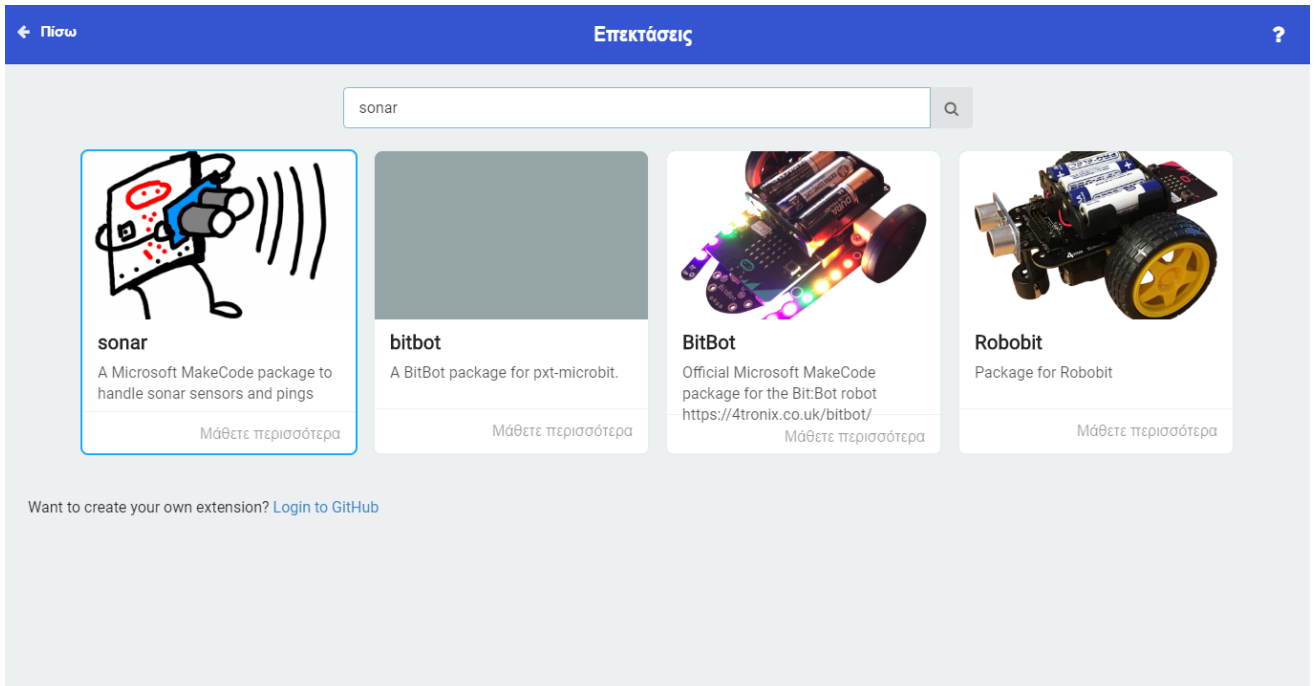 Πίσω
Επεκτάσεις
?
sonar
sonar
A Microsoft MakeCode package to
handle sonar sensors and pings
Μάθετε περισσότερα
bitbot
A BitBot package for pxt-microbit.
Μάθετε περισσότερα
BitBot
Official Microsoft MakeCode
package for the Bit:Bot robot
https://4tronix.co.uk/bitbot/
Μάθετε περισσότερα
Robobit
Package for Robobit
Μάθετε περισσότερα
Want to create your own extension? Login to GitHub